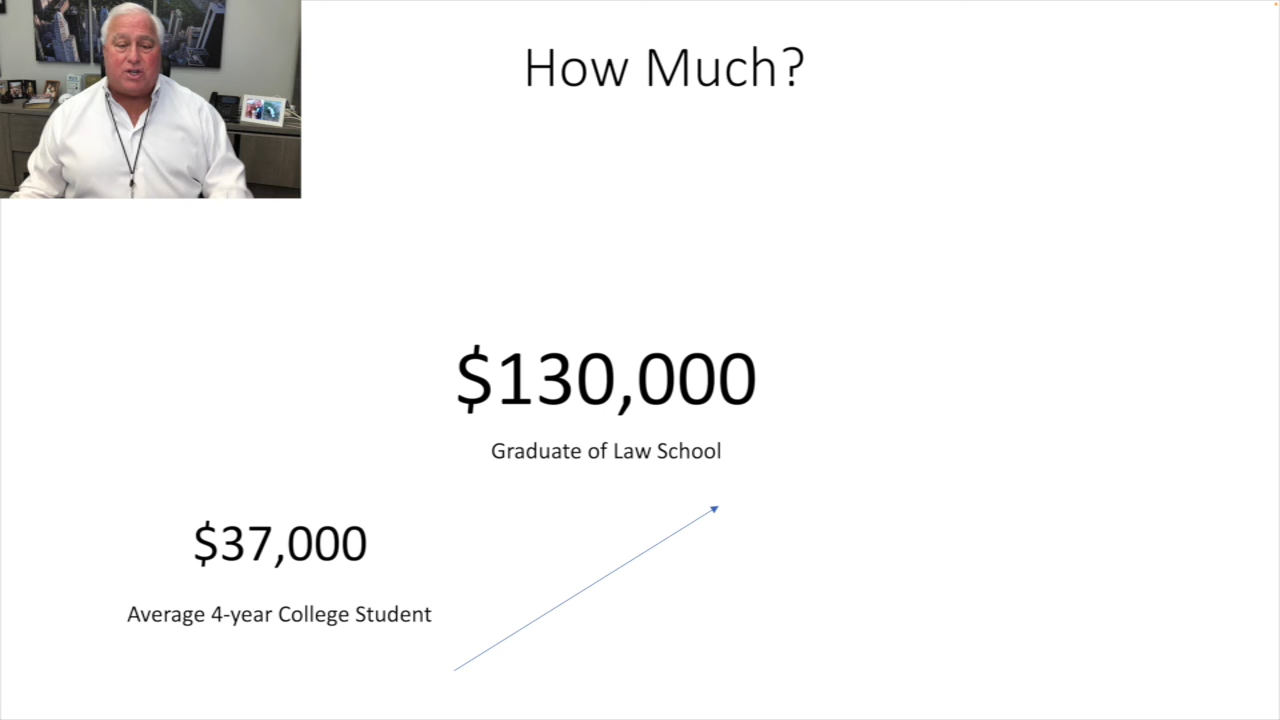 How Much?
$130,000
Graduate of Law School
$37,000
Average 4-year College Student